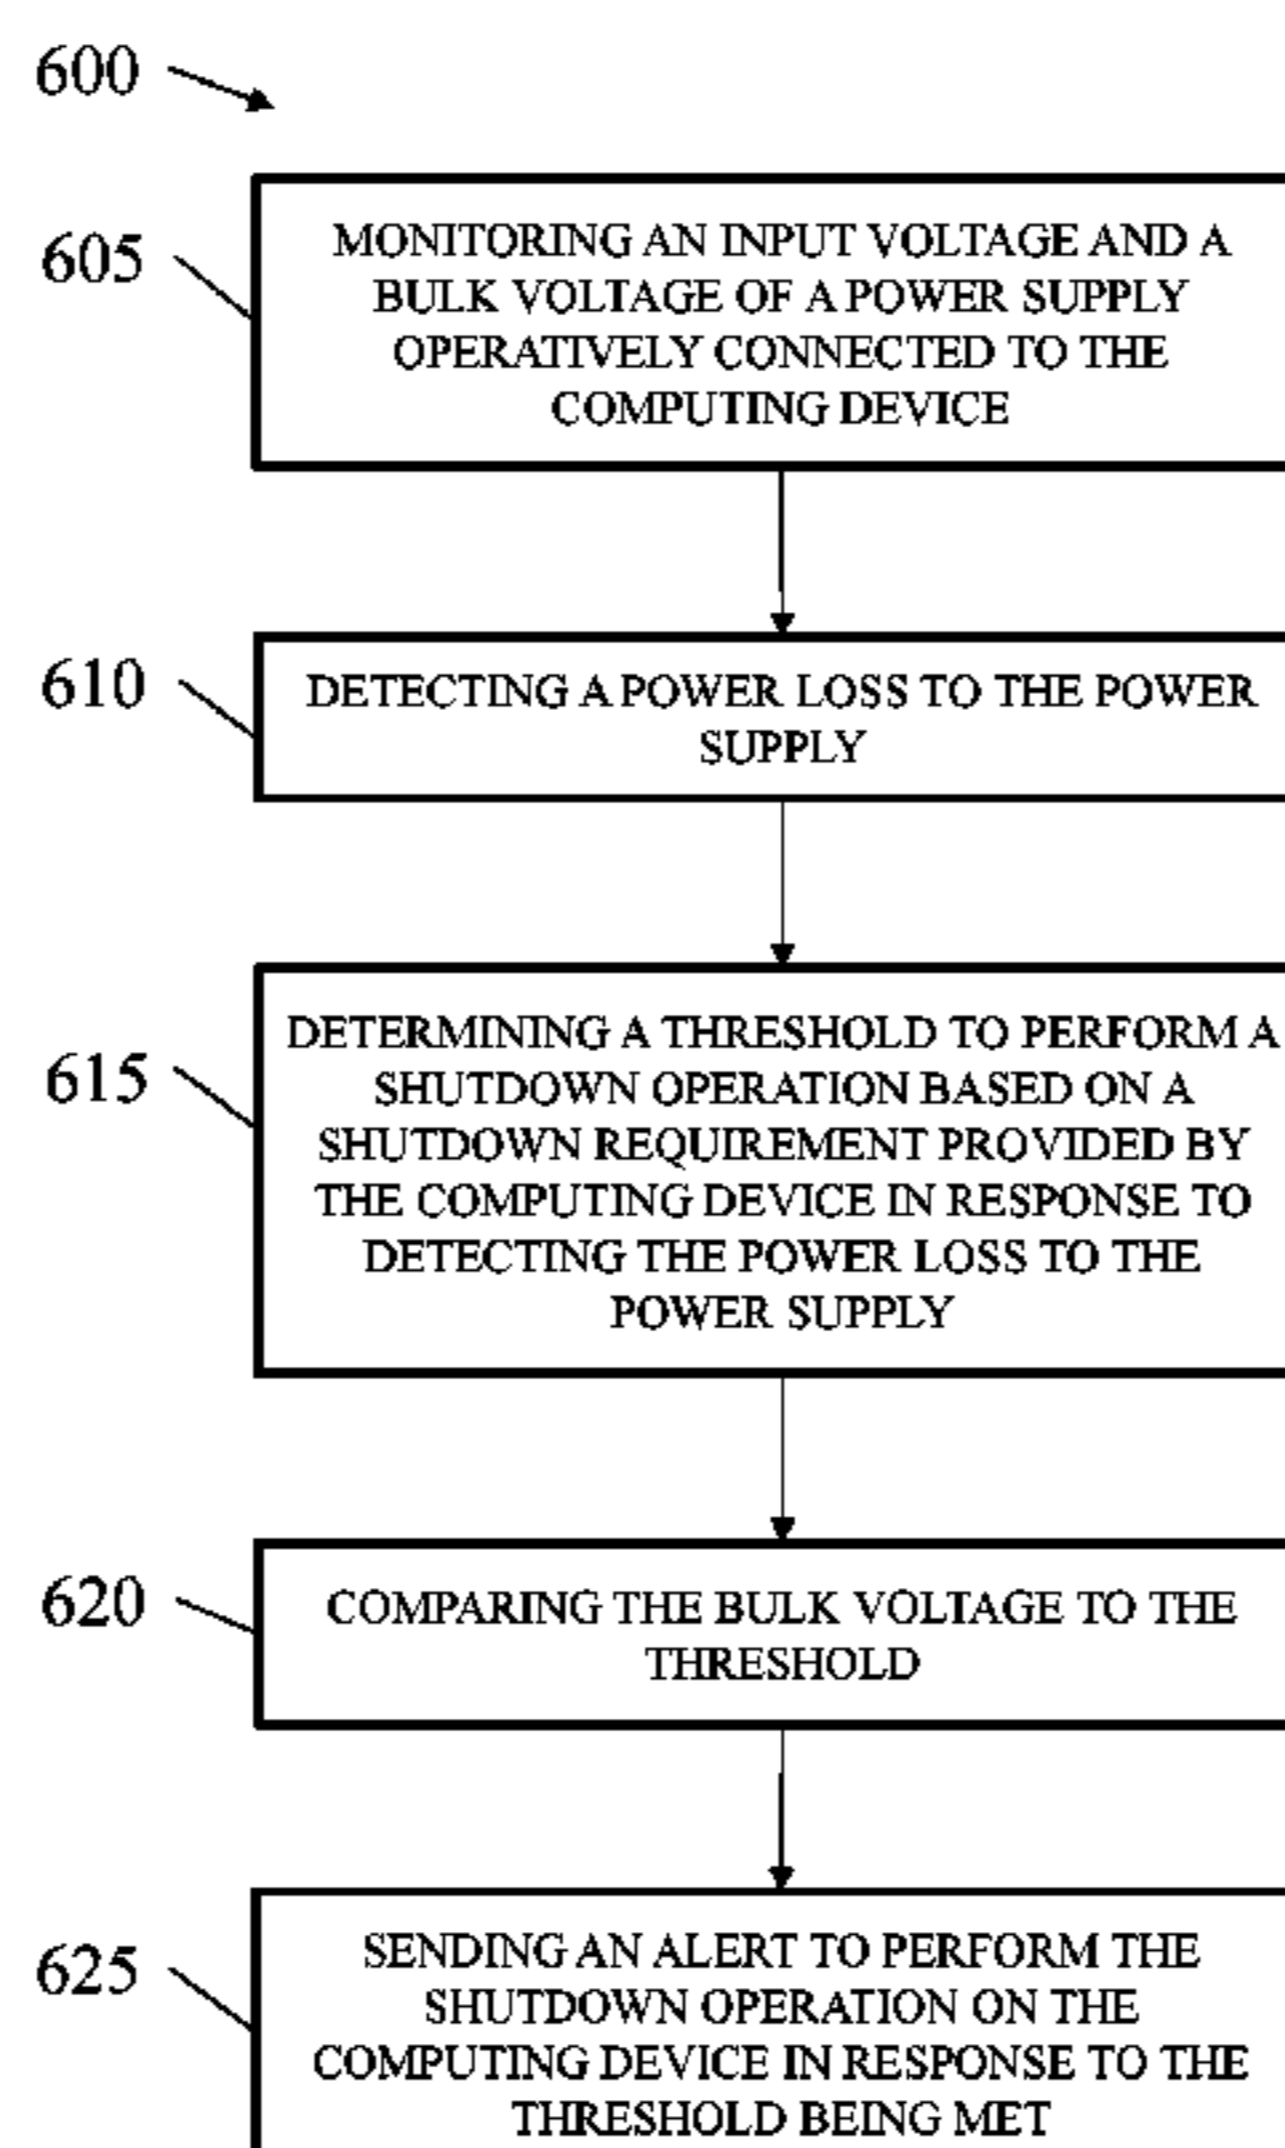 600
605
MONITORING AN INPUT VOLTAGE AND A
BULK VOLTAGE OF A POWER SUPPLY
OPERATIVELY CONNECTED TO THE
COMPUTING DEVICE
610
DETECTING A POWER LOSS TO THE POWER
SUPPLY
615
DETERMINING A THRESHOLD TO PERFORM A
SHUTDOWN OPERATION BASED ON A
SHUTDOWN REQUIREMENT PROVIDED BY
THE COMPUTING DEVICE IN RESPONSE TO
DETECTING THE POWER LOSS TO THE
POWER SUPPLY
620
COMPARING THE BULK VOLTAGE TO THE
THRESHOLD
625
SENDING AN ALERT TO PERFORM THE
SHUTDOWN OPERATION ON THE
COMPUTING DEVICE IN RESPONSE TO THE
THRESHOLD BEING MET